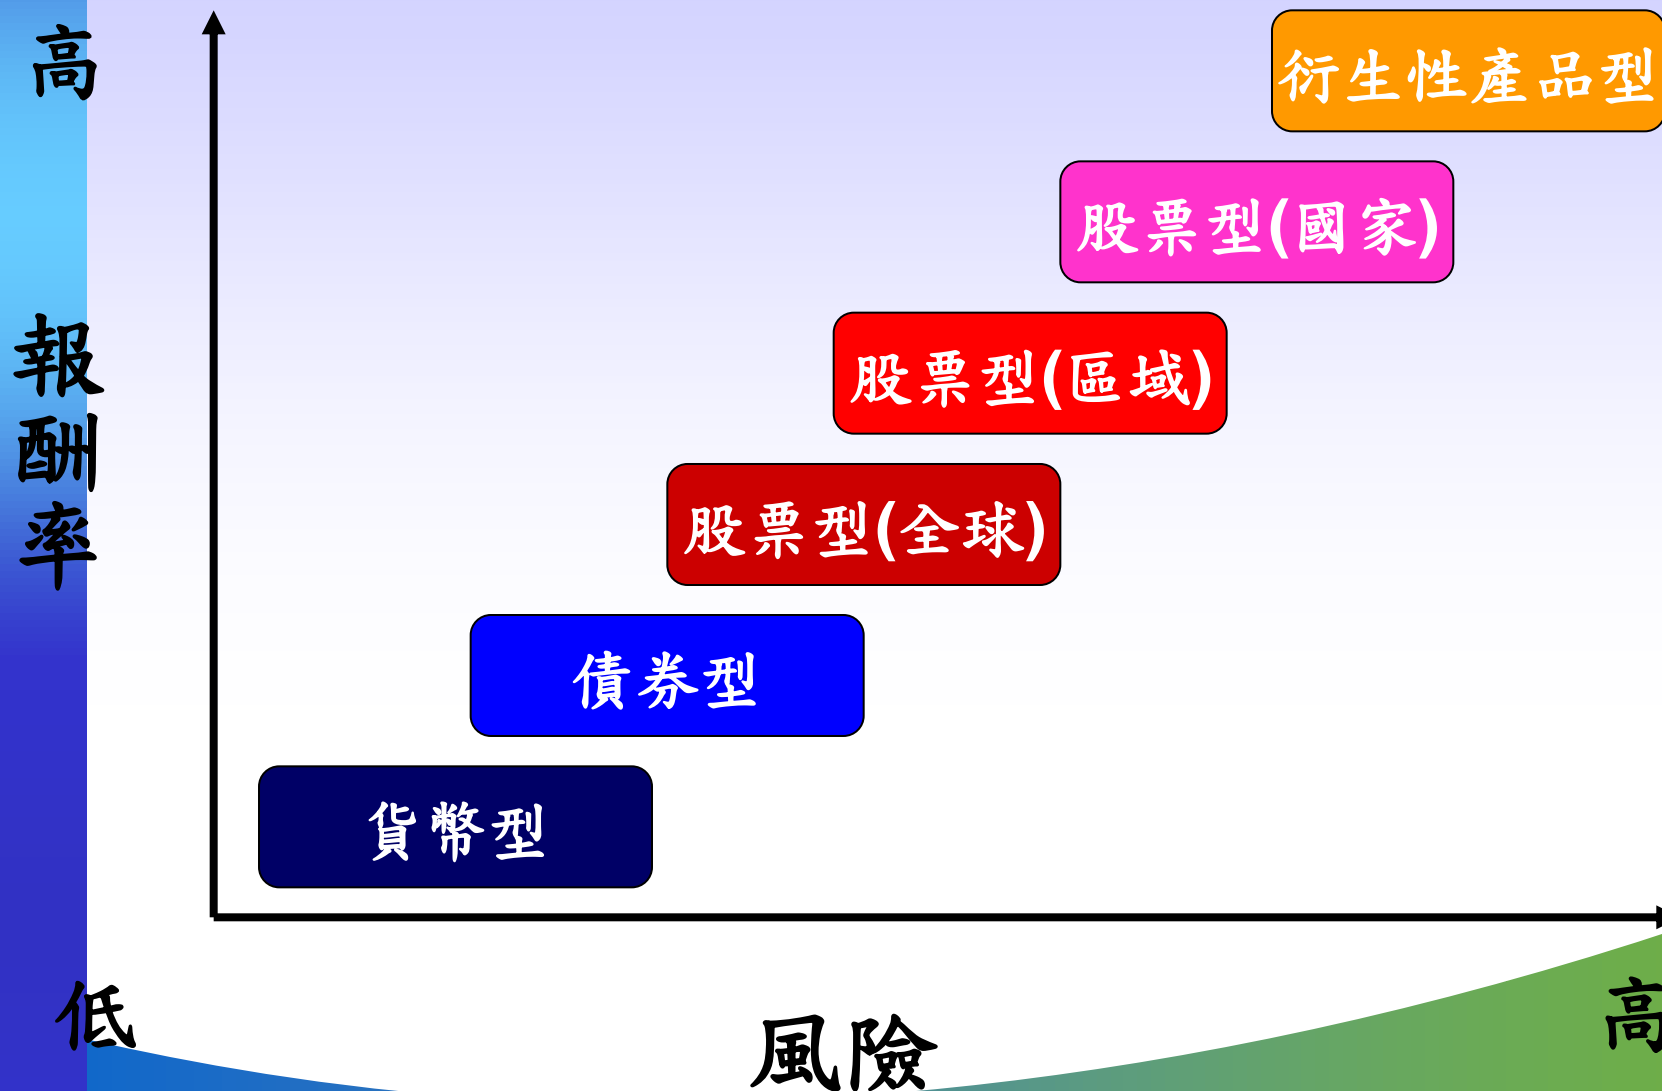 高
衍生性產品型
股票型(國家)
報酬率
股票型(區域)
股票型(全球)
債券型
貨幣型
低
風險
高